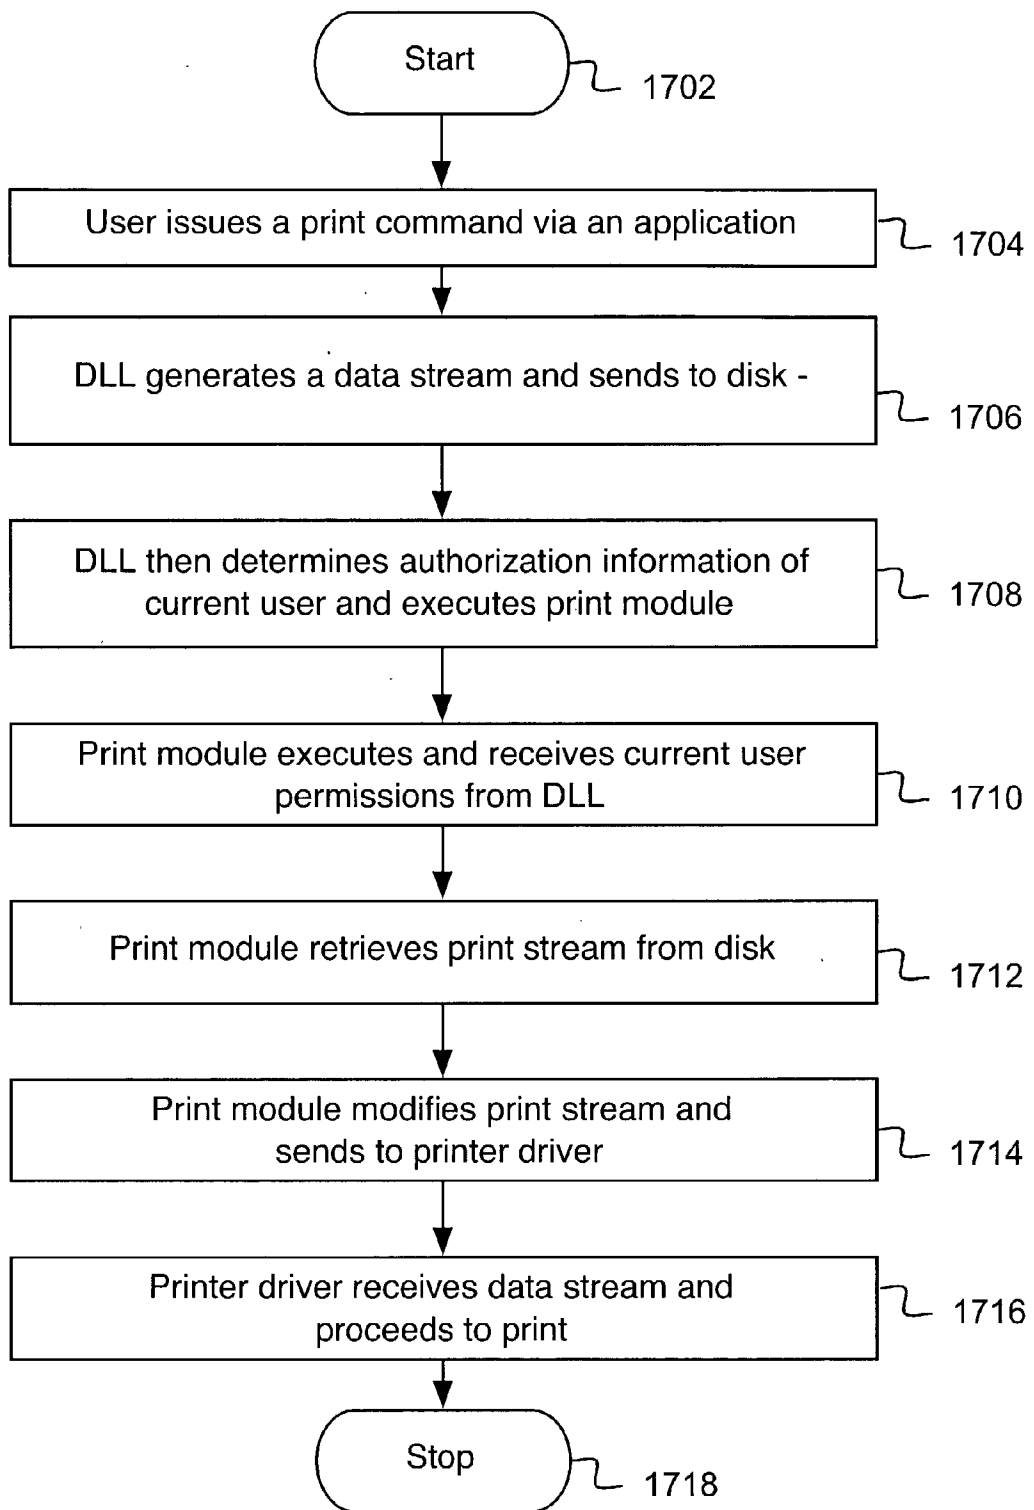 Start
1702
User issues a print command via an application
1704
DLL generates a data stream and sends to disk -
1706
DLL then determines authorization information of
current user and executes print module
1708
Print module executes and receives current user
permissions from DLL
1710
Print module retrieves print stream from disk
1712
Print module modifies print stream and
sends to printer driver
1714
Printer driver receives data stream and
proceeds to print
1716
Stop
1718